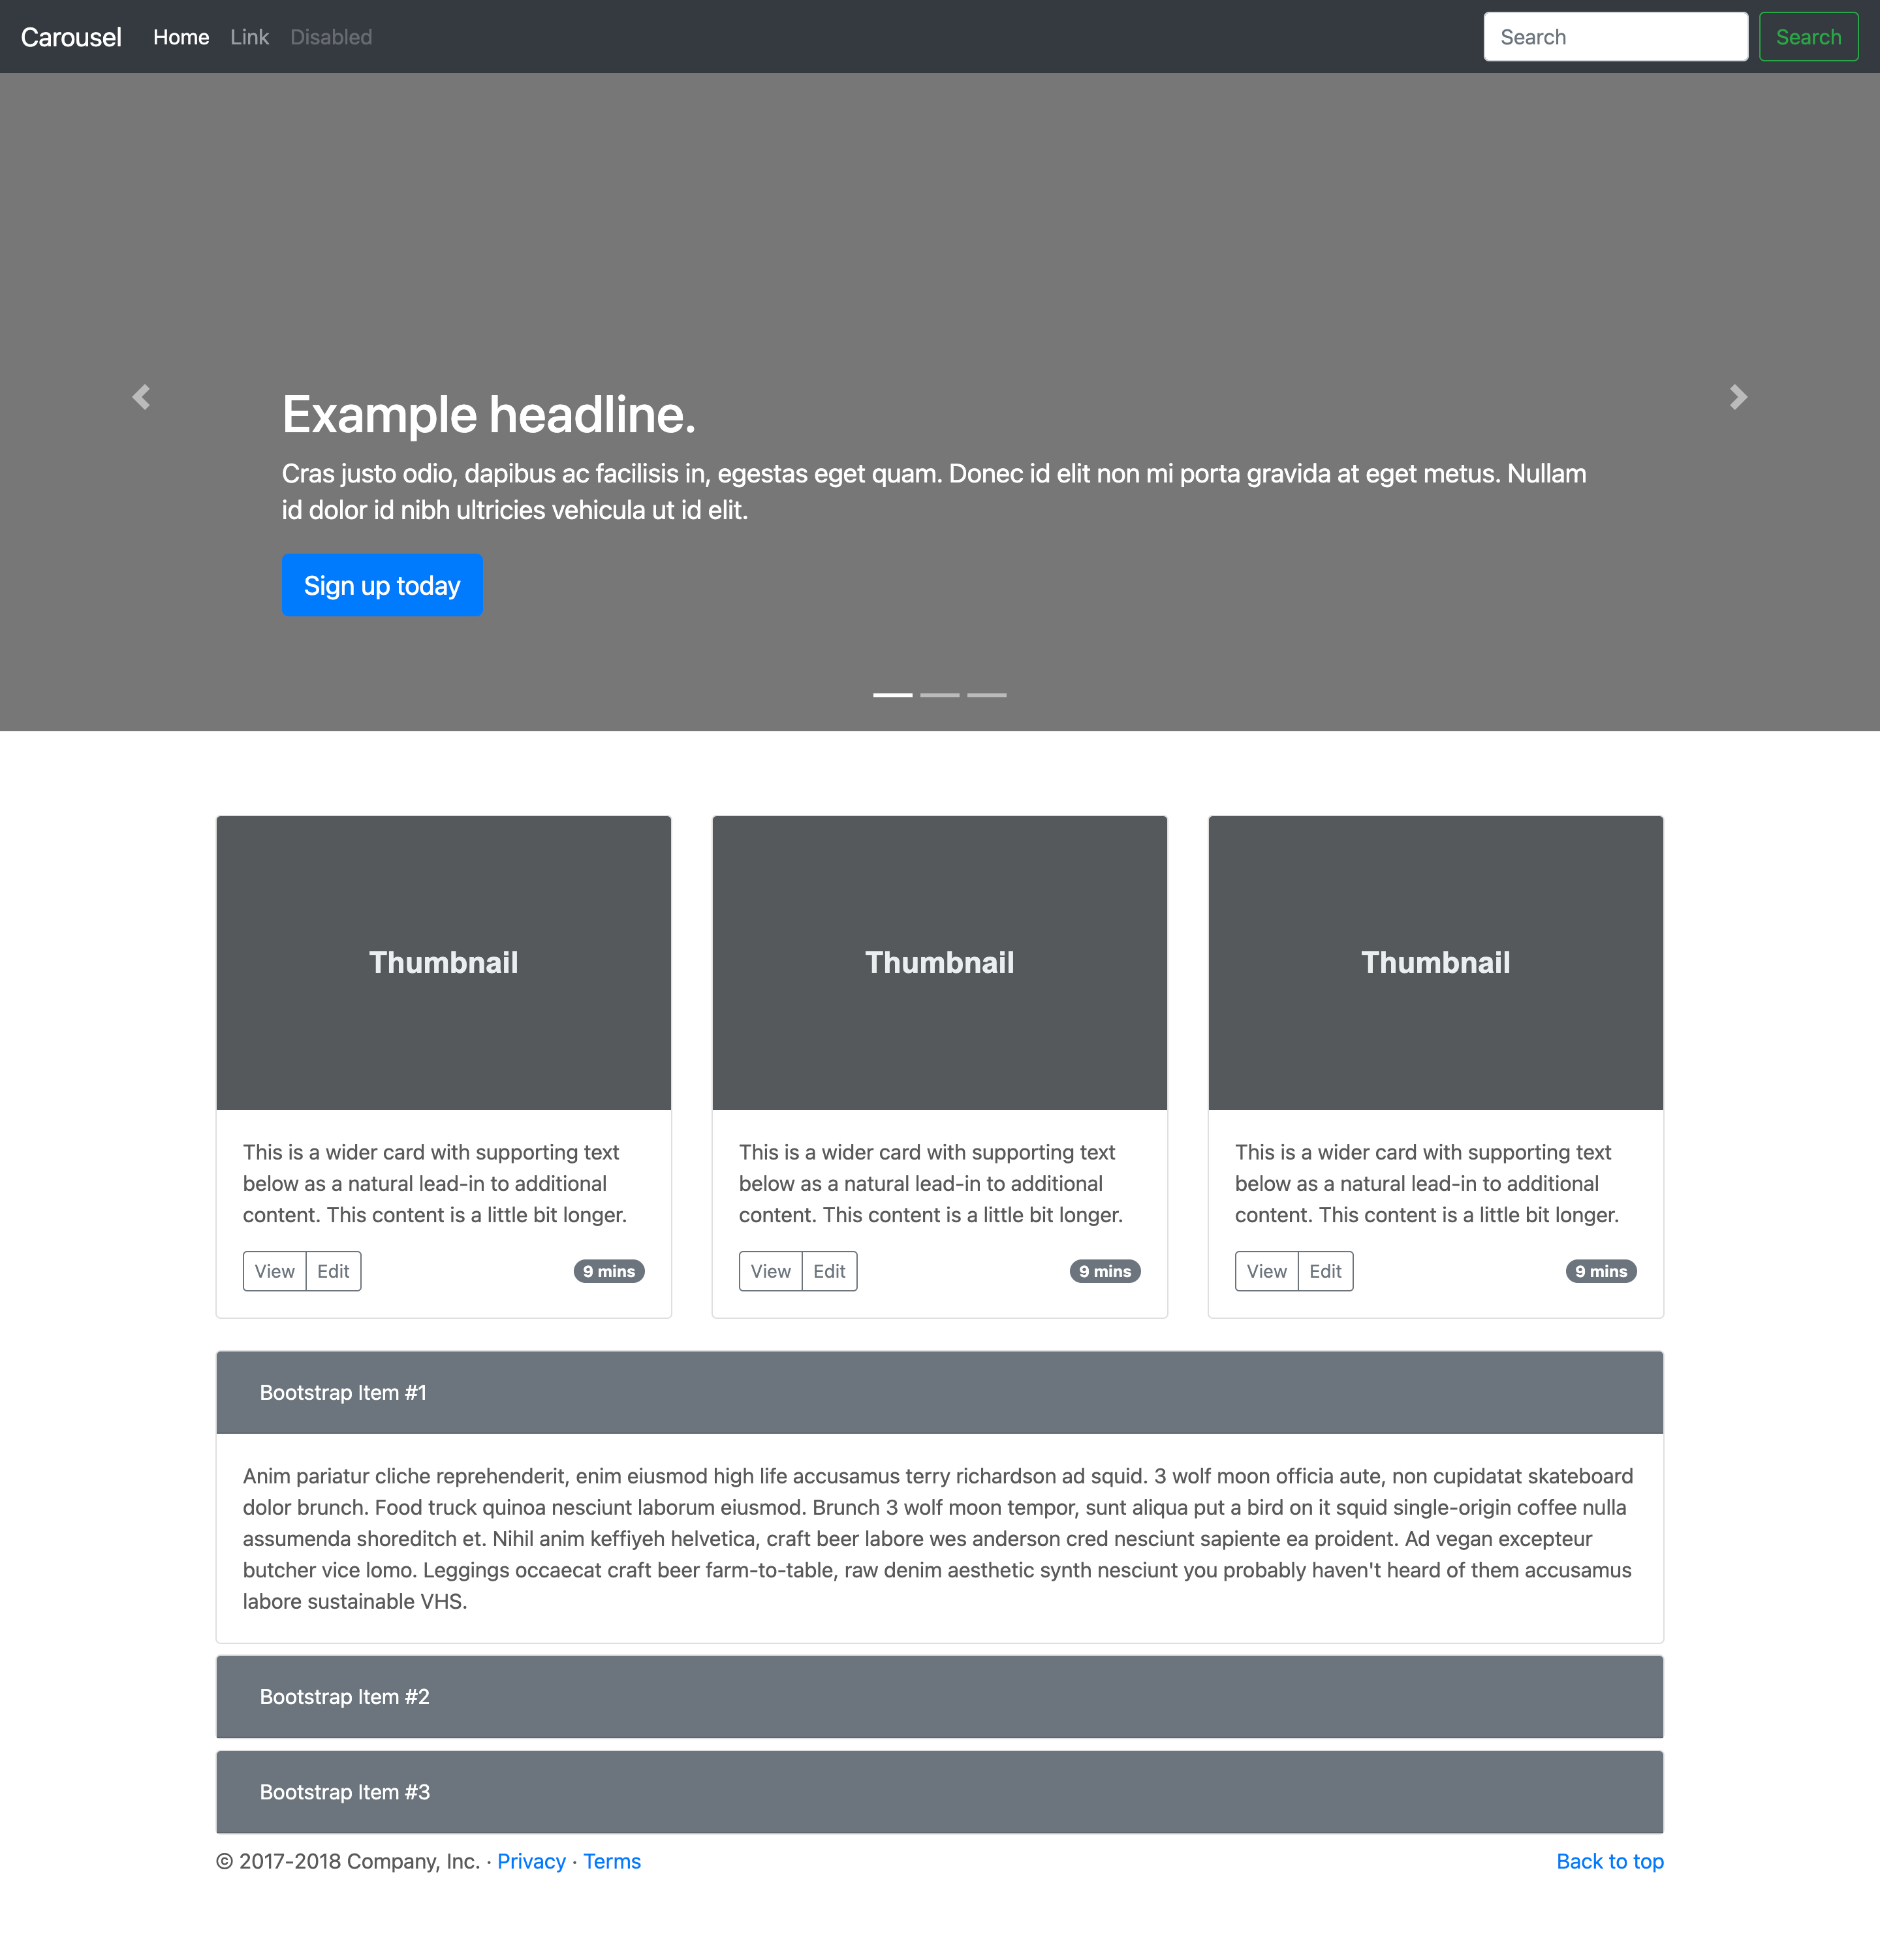 Carousel Home Link Disabled Search Search
Example headline.
Cras justo odio, dapibus ac facilisis in, egestas eget quam. Donec id elit non mi porta gravida at eget metus. Nullam
id dolor id nibh ultricies vehicula ut id elit.
Sign up today
Thumbnail
This is a wider card with supporting text
below as a natural lead-in to additional
content. This content is a little bit longer.
View Edit 9 mins
Thumbnail
This is a wider card with supporting text
below as a natural lead-in to additional
content. This content is a little bit longer.
View Edit 9 mins
Thumbnail
This is a wider card with supporting text
below as a natural lead-in to additional
content. This content is a little bit longer.
View Edit 9 mins
Bootstrap Item #1
Anim pariatur cliche reprehenderit, enim eiusmod high life accusamus terry richardson ad squid. 3 wolf moon officia aute, non cupidatat skateboard
dolor brunch. Food truck quinoa nesciunt laborum eiusmod. Brunch 3 wolf moon tempor, sunt aliqua put a bird on it squid single-origin coffee nulla
assumenda shoreditch et. Nihil anim keffiyeh helvetica, craft beer labore wes anderson cred nesciunt sapiente ea proident. Ad vegan excepteur
butcher vice lomo. Leggings occaecat craft beer farm-to-table, raw denim aesthetic synth nesciunt you probably haven't heard of them accusamus
labore sustainable VHS.
Bootstrap Item #2
Bootstrap Item #3
© 2017-2018 Company, Inc. · Privacy · Terms Back to top